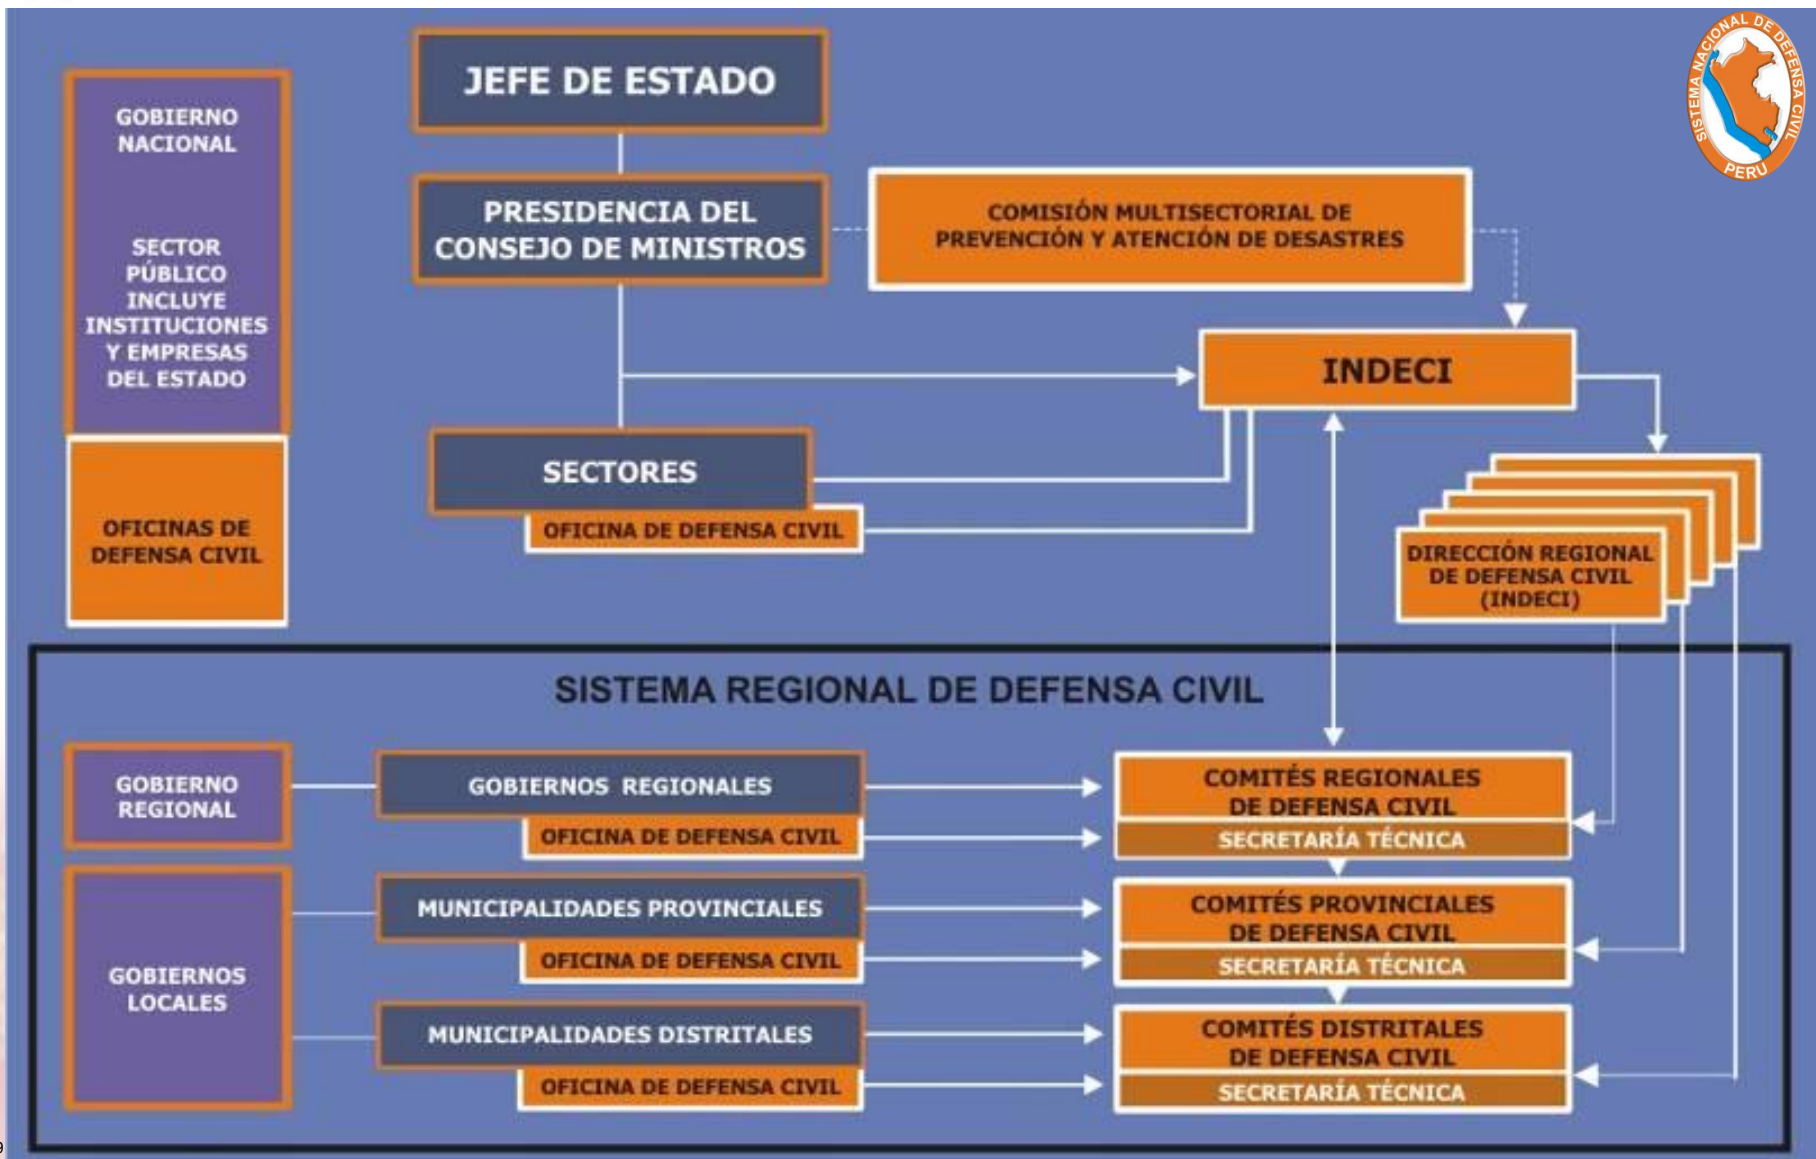 SISTEMA NACIONAL DE DEFENSA CIVIL
PERU
JEFE DE ESTADO
GOBIERNO
NACIONAL
SECTOR
PÚBLICO
INCLUYE
INSTITUCIONES
Y EMPRESAS
DEL ESTADO
PRESIDENCIA DEL
CONSEJO DE MINISTROS
COMISIÓN MULTISECTORIAL DE
PREVENCIÓN Y ATENCIÓN DE DESASTRES
INDECI
SECTORES
OFICINA DE DEFENSA CIVIL
OFICINAS DE
DEFENSA CIVIL
DIRECCIÓN REGIONAL
DE DEFENSA CIVIL
(INDECI)
SISTEMA REGIONAL DE DEFENSA CIVIL
GOBIERNO
REGIONAL
GOBIERNOS REGIONALES
OFICINA DE DEFENSA CIVIL
COMITÉS REGIONALES
DE DEFENSA CIVIL
SECRETARÍA TÉCNICA
GOBIERNOS
LOCALES
MUNICIPALIDADES PROVINCIALES
OFICINA DE DEFENSA CIVIL
COMITÉS PROVINCIALES
DE DEFENSA CIVIL
SECRETARÍA TÉCNICA
MUNICIPALIDADES DISTRITALES
OFICINA DE DEFENSA CIVIL
COMITÉS DISTRITALES
DE DEFENSA CIVIL
SECRETARÍA TÉCNICA
9